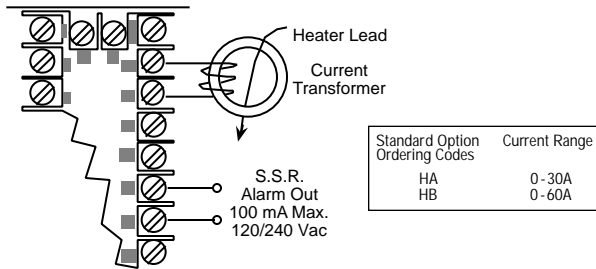 Heater Lead
Current
Transformer
S.S.R.
Alarm Out
100 mA Max.
120/240 Vac
Standard Option Current Range
Ordering Codes
HA 0-30A
HB 0-60A